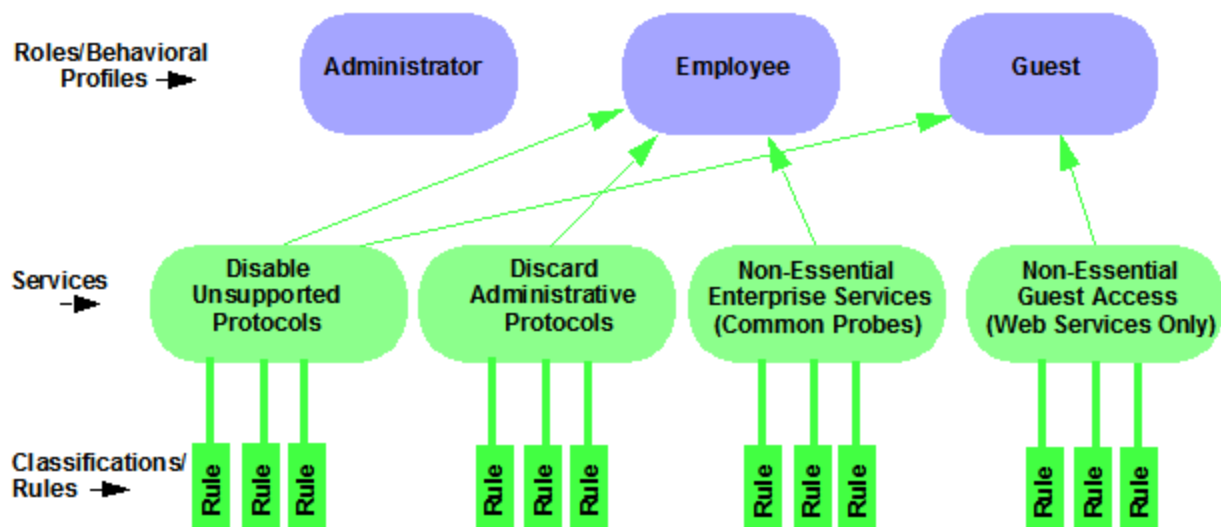 Roles/Behavioral
Profiles
Administrator
Employee
Guest
Services
Disable
Unsupported
Protocols
Discard
Administrative
Protocols
Non-Essential
Enterprise Services
(Common Probes)
Non-Essential
Guest Access
(Web Services Only)
Classifications/
Rules
Rule
Rule
Rule
Rule
Rule
Rule
Rule
Rule
Rule
Rule
Rule
Rule